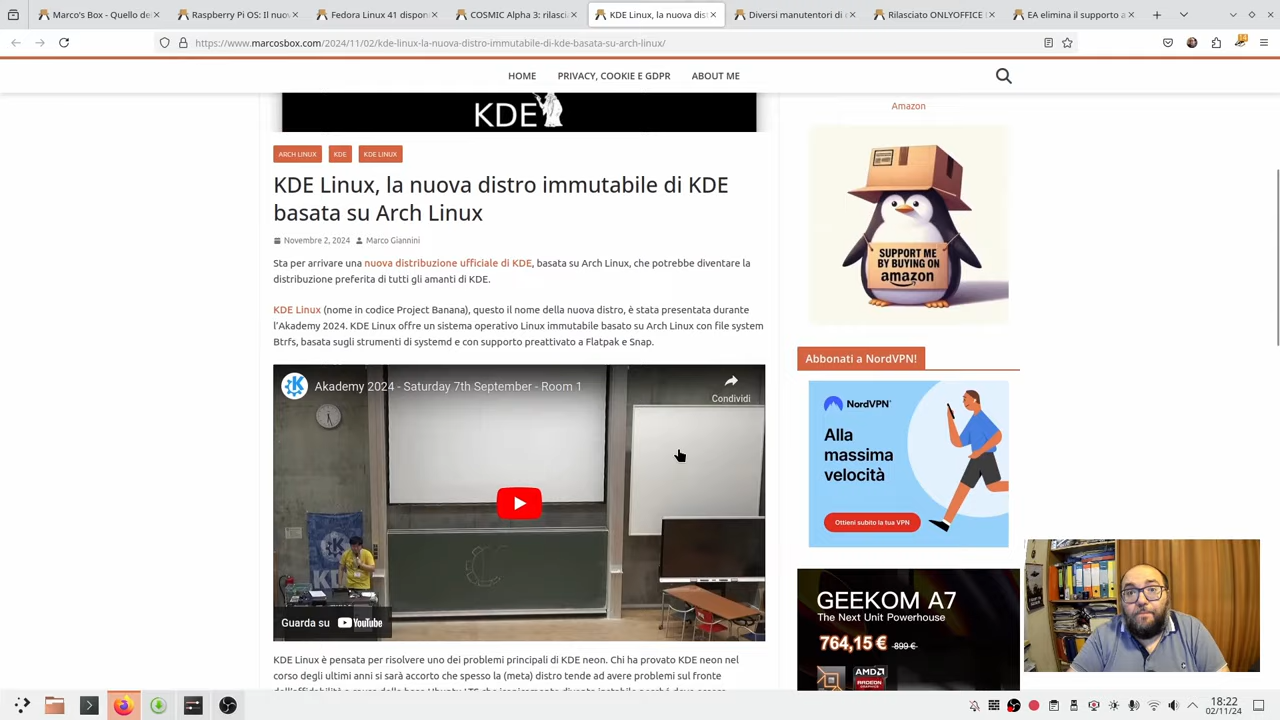 Marco's Box - Quello de
Raspberry Pi OS: Il nuov
Fedora Linux 41 disponi
COSMIC Alpha 3: rilasci
KDE Linux, la nuova dist
Diversi manutentori di
Rilasciato ONLYOFFICE
EA elimina il supporto a
https://www.marcosbox.com/2024/11/02/kde-linux-la-nuova-distro-immutabile-di-kde-basata-su-arch-linux/
HOME
PRIVACY, COOKIE E GDPR
ABOUT ME
KDE
ARCH LINUX
KDE
KDE LINUX
KDE Linux, la nuova distro immutabile di KDE
basata su Arch Linux
Novembre 2, 2024
Marco Giannini
Sta per arrivare una nuova distribuzione ufficiale di KDE, basata su Arch Linux, che potrebbe diventare la
distribuzione preferita di tutti gli amanti di KDE.
KDE Linux (nome in codice Project Banana), questo il nome della nuova distro, è stata presentata durante
l'Akademy 2024. KDE Linux offre un sistema operativo Linux immutabile basato su Arch Linux con file system
Btrfs, basata sugli strumenti di systemd e con supporto preattivato a Flatpak e Snap.
Akademy 2024 - Saturday 7th September - Room 1
Condividi
Guarda su YouTube
KDE Linux è pensata per risolvere uno dei problemi principali di KDE neon. Chi ha provato KDE neon nel
corso degli ultimi anni si sarà accorto che spesso la (meta) distro tende ad avere problemi sul fronte
Amazon
SUPPORT ME
BY BUYING ON
amazon
Abbonati a NordVPN!
NordVPN
Alla
massima
velocità
Ottieni subito la tua VPN
GEEKOM A7
The Next Unit Powerhouse
764,15 € 899 €
AMD
RADEON
18:22
02/11/24